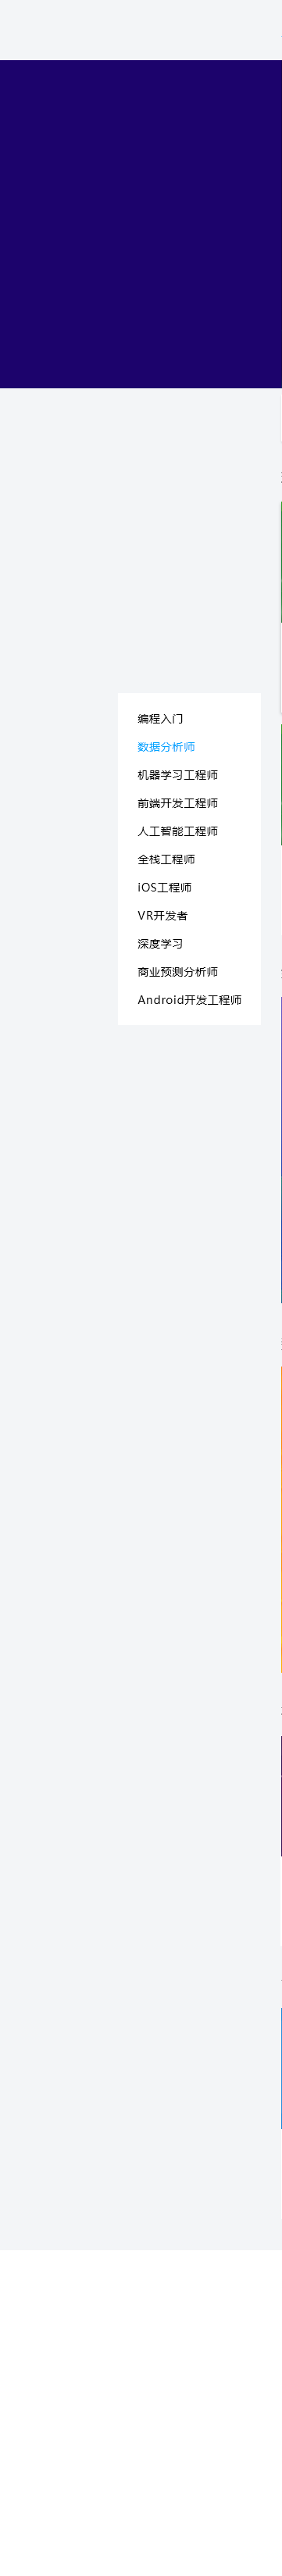 编程入门
数据分析师
机器学习工程师
前端开发工程师
人工智能工程师
全栈工程师
iOS工程师
VR开发者
深度学习
商业预测分析师
Android开发工程师